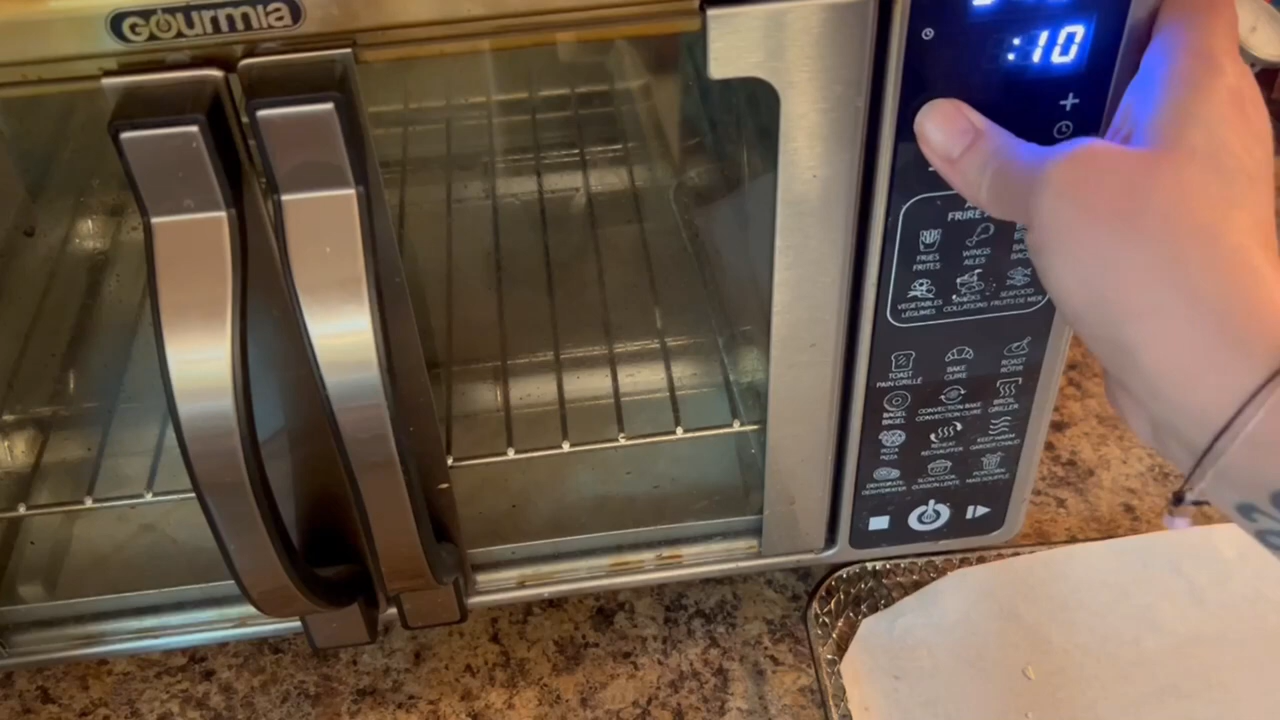 Gourmia
:10
FRIES
FRITES
WINGS
AILES
VEGETABLES
LÉGUMES
SNACKS
COLLATIONS
SEAFOOD
FRUITS DE MER
TOAST
PAIN GRILLÉ
BAKE
CUIRE
ROAST
RÔTIR
BAGEL
BAGEL
CONVECTION BAKE
CONVECTION CUIRE
BROIL
GRILLER
PIZZA
PIZZA
REHEAT
RÉCHAUFFER
KEEP WARM
GARDER CHAUD
DEHYDRATE
DÉSHYDRATER
SLOW COOK
CUISSON LENTE
POPCORN
MAÏS SOUFFLÉ